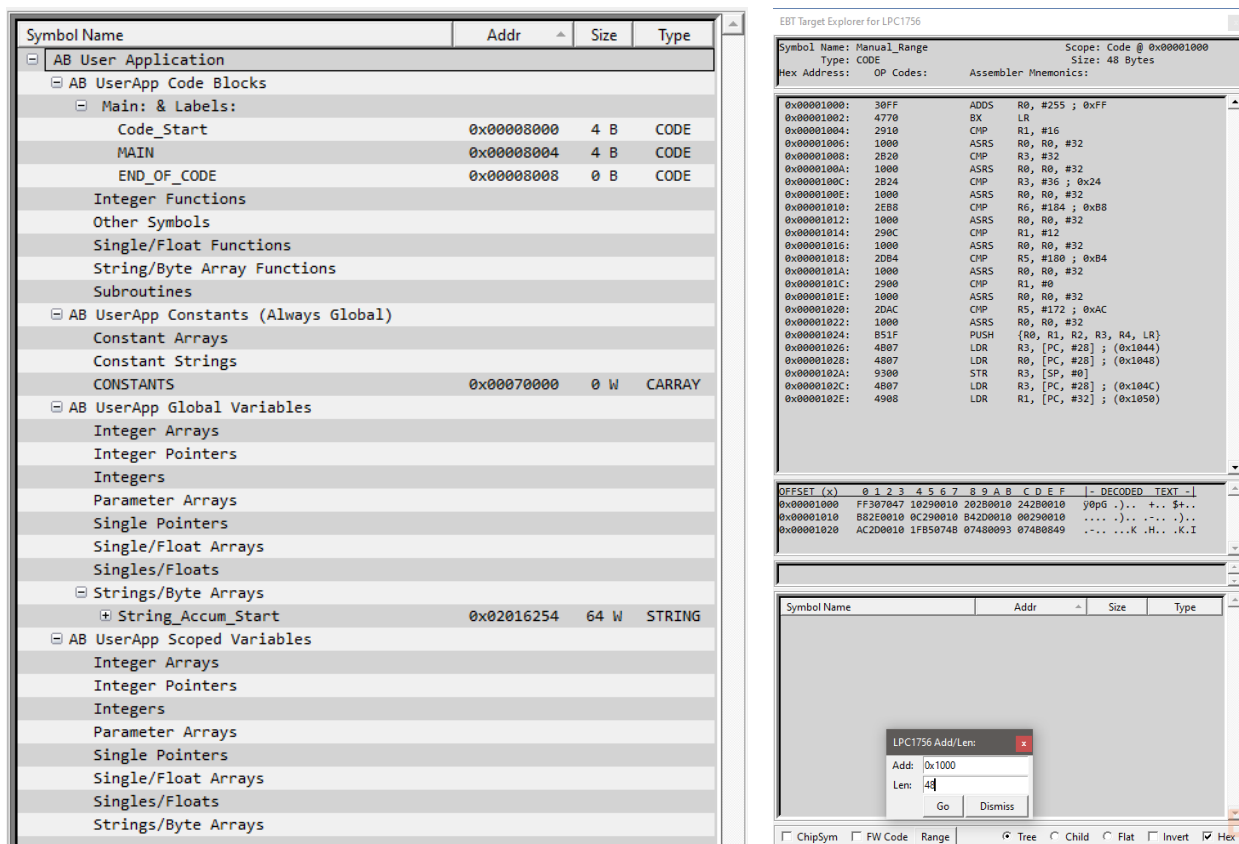 Symbol Name Addr Size Type
AB User Application
AB UserApp Code Blocks
Main: & Labels:
Code_Start 0x00008000 4 B CODE
MAIN 0x00008004 4 B CODE
END_OF_CODE 0x00008008 0 B CODE
Integer Functions
Other Symbols
Single/Float Functions
String/Byte Array Functions
Subroutines
AB UserApp Constants (Always Global)
Constant Arrays
Constant Strings
CONSTANTS 0x00070000 0 W CARRAY
AB UserApp Global Variables
Integer Arrays
Integer Pointers
Integers
Parameter Arrays
Single Pointers
Single/Float Arrays
Singles/Floats
Strings/Byte Arrays
String_Accum_Start 0x02016254 64 W STRING
AB UserApp Scoped Variables
Integer Arrays
Integer Pointers
Integers
Parameter Arrays
Single Pointers
Single/Float Arrays
Singles/Floats
Strings/Byte Arrays
EBT Target Explorer for LPC1756
Symbol Name: Manual_Range Scope: Code @ 0x00001000
Type: CODE Size: 48 Bytes
Hex Address: OP Codes: Assembler Mnemonics:
0x00001000: 30FF ADDS R0, #255 ; 0xFF
0x00001002: 4770 BX LR
0x00001004: 2910 CMP R1, #16
0x00001006: 1000 ASRS R0, R0, #32
0x00001008: 2B20 CMP R3, #32
0x0000100A: 1000 ASRS R0, R0, #32
0x0000100C: 2B24 CMP R3, #36 ; 0x24
0x0000100E: 1000 ASRS R0, R0, #32
0x00001010: 2EB8 CMP R6, #184 ; 0xB8
0x00001012: 1000 ASRS R0, R0, #32
0x00001014: 290C CMP R1, #12
0x00001016: 1000 ASRS R0, R0, #32
0x00001018: 2DB4 CMP R5, #180 ; 0xB4
0x0000101A: 1000 ASRS R0, R0, #32
0x0000101C: 2900 CMP R1, #0
0x0000101E: 1000 ASRS R0, R0, #32
0x00001020: 2DAC CMP R5, #172 ; 0xAC
0x00001022: 1000 ASRS R0, R0, #32
0x00001024: B51F PUSH {R0, R1, R2, R3, R4, LR}
0x00001026: 4B07 LDR R3, [PC, #28] ; (0x1044)
0x00001028: 4807 LDR R0, [PC, #28] ; (0x1048)
0x0000102A: 9300 STR R3, [SP, #0]
0x0000102C: 4B07 LDR R3, [PC, #28] ; (0x104C)
0x0000102E: 4908 LDR R1, [PC, #32] ; (0x1050)
OFFSET (x) 0 1 2 3 4 5 6 7 8 9 A B C D E F |- DECODED TEXT -|
0x00001000 FF307047 10290010 202B0010 242B0010 ÿ0pG .).. +.. $+..
0x00001010 B82E0010 0C290010 B42D0010 00290010 .... .).. .-.. .)..
0x00001020 AC2D0010 1FB5074B 07480093 074B0849 .-.. ...K .H.. .K.I
Symbol Name Addr Size Type
LPC1756 Add/Len: x
Add: 0x1000
Len: 48
Go Dismiss
ChipSym FW Code Range Tree Child Flat Invert Hex